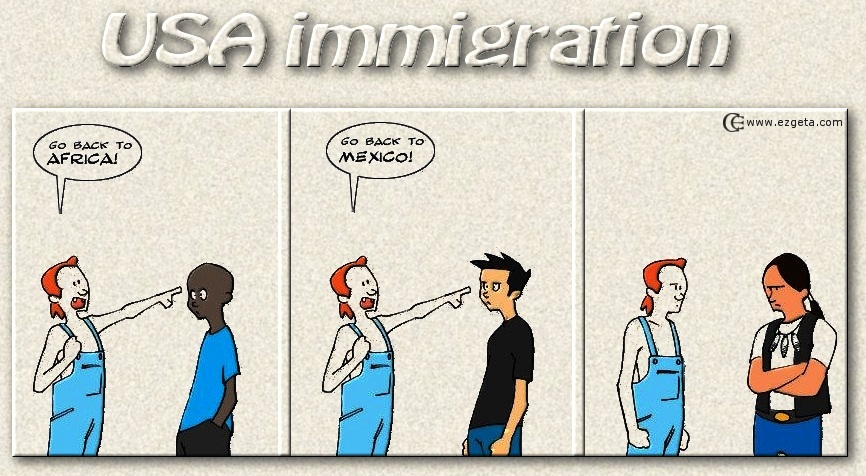 USA immigration
GO BACK TO
AFRICA!
GO BACK TO
MEXICO!
www.ezgeta.com